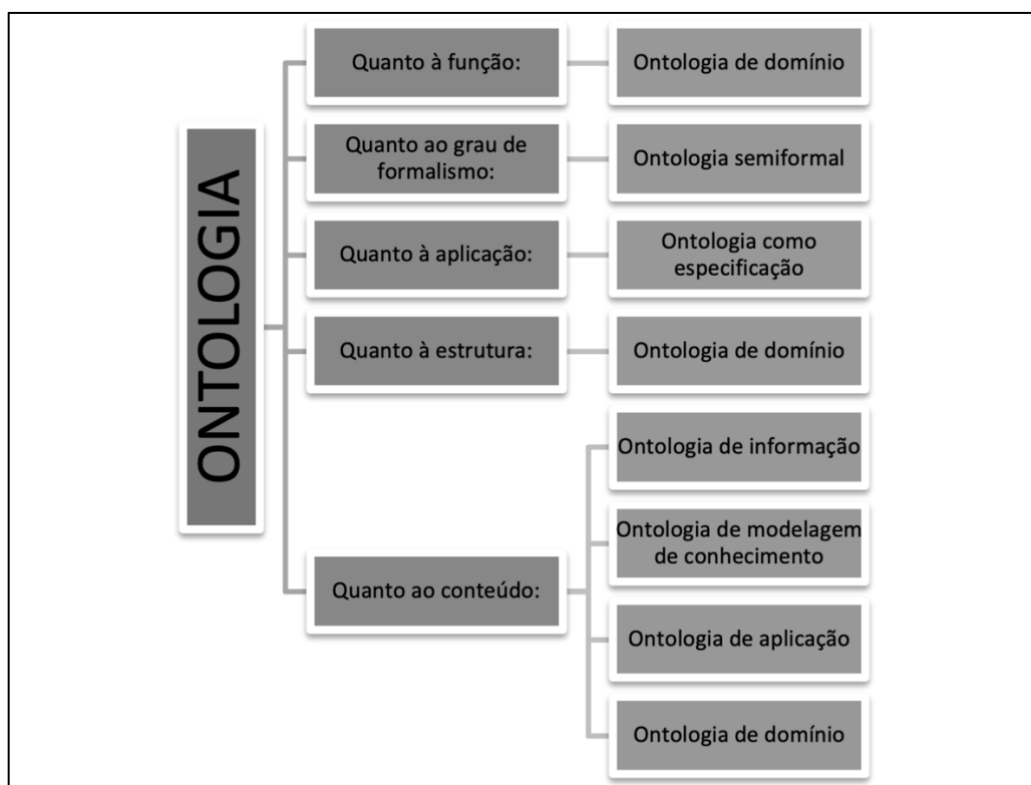 ONTOLOGIA
Quanto à função:
Ontologia de domínio
Quanto ao grau de
formalismo:
Ontologia semiformal
Quanto à aplicação:
Ontologia como
especificação
Quanto à estrutura:
Ontologia de domínio
Quanto ao conteúdo:
Ontologia de informação
Ontologia de modelagem
de conhecimento
Ontologia de aplicação
Ontologia de domínio